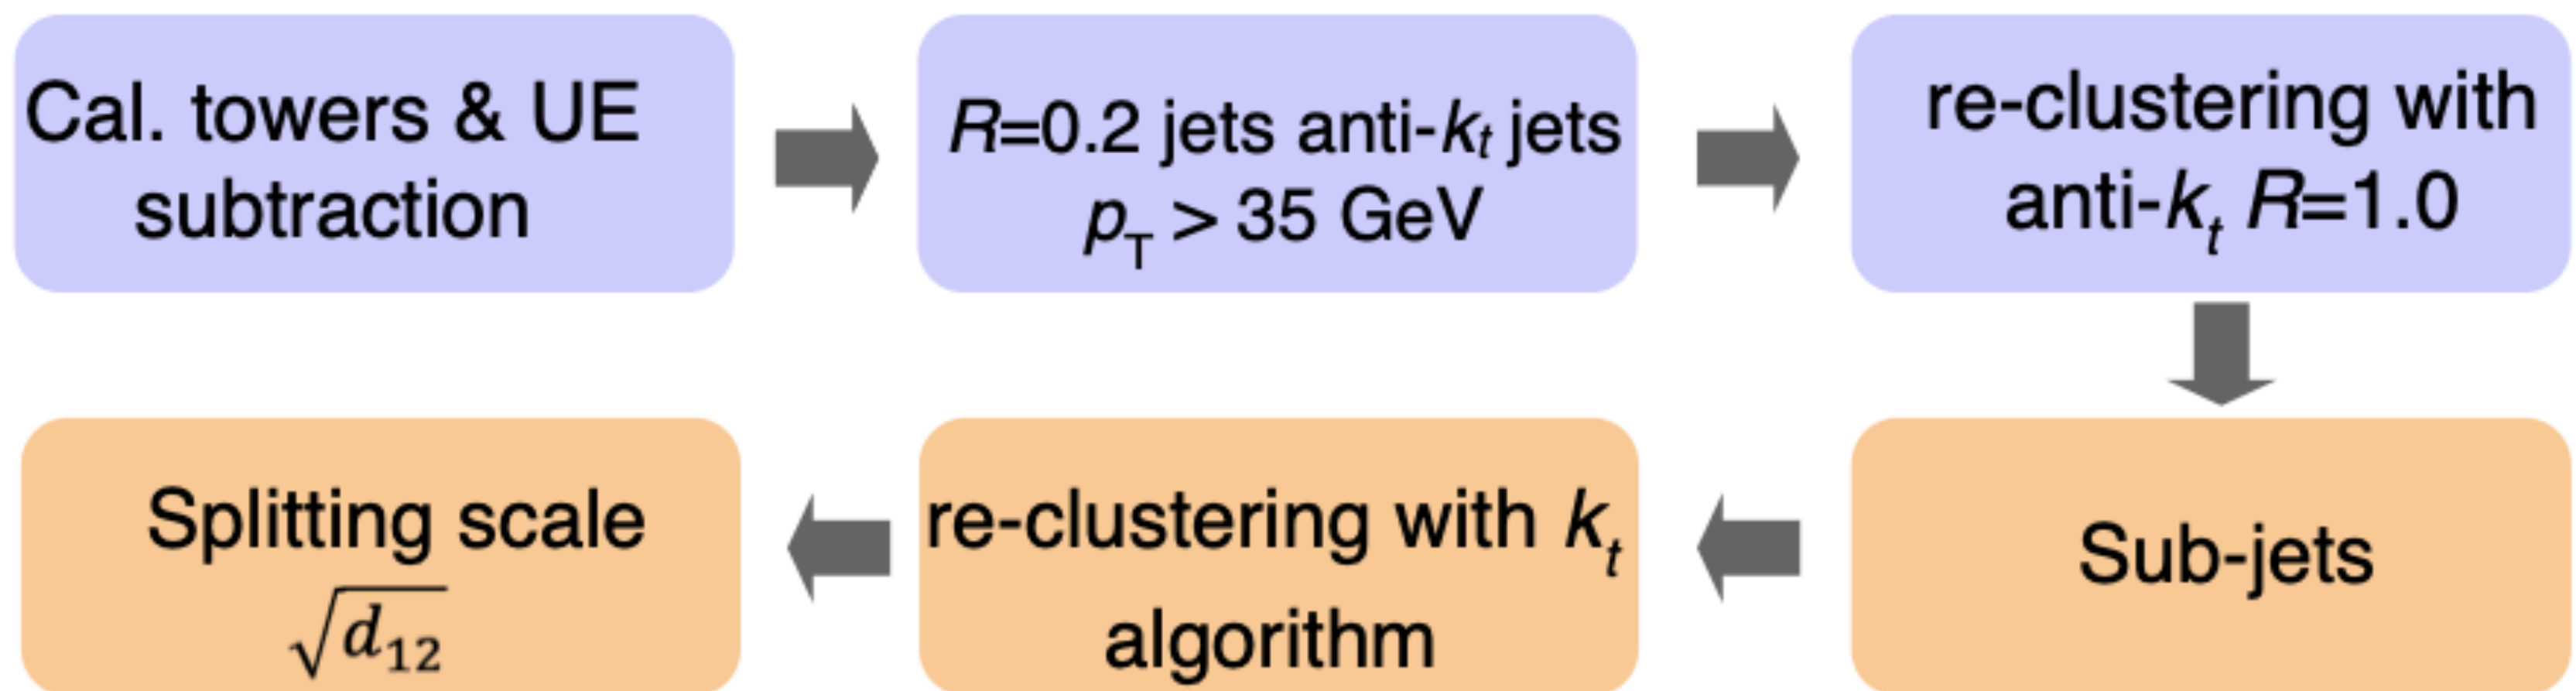 Cal. towers & UE
subtraction
R=0.2 jets anti-kt jets
pT > 35 GeV
re-clustering with
anti-kt R=1.0
Sub-jets
re-clustering with kt
algorithm
Splitting scale
√d12